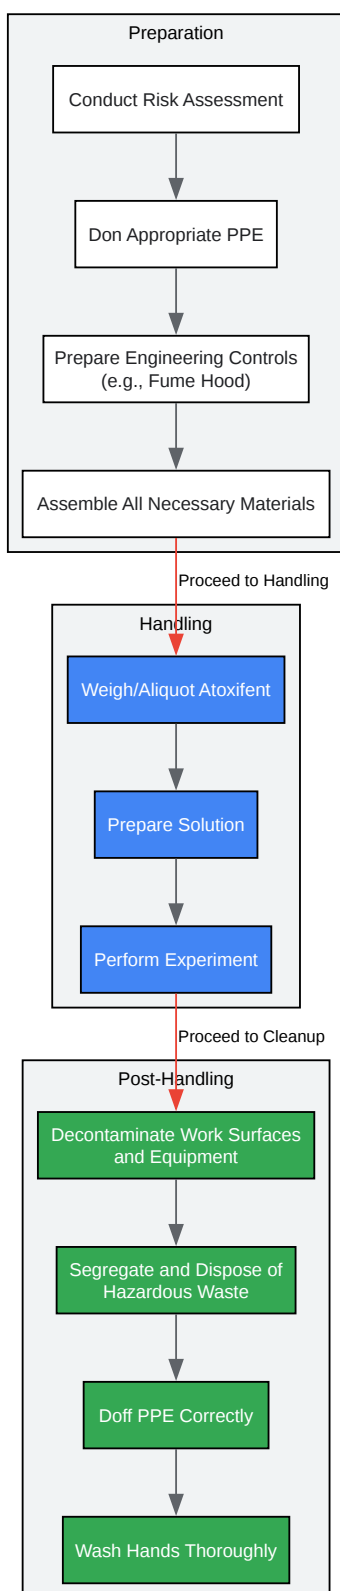 Preparation
Conduct Risk Assessment
Don Appropriate PPE
Prepare Engineering Controls
(e.g., Fume Hood)
Assemble All Necessary Materials
Proceed to Handling
Handling
Weigh/Aliquot Atoxifent
Prepare Solution
Perform Experiment
Proceed to Cleanup
Post-Handling
Decontaminate Work Surfaces
and Equipment
Segregate and Dispose of
Hazardous Waste
Doff PPE Correctly
Wash Hands Thoroughly